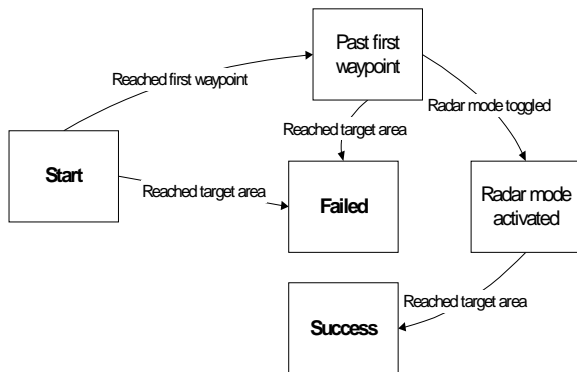 Past first
waypoint
Reached first waypoint
Radar mode toggled
Reached target area
Start
Reached target area
Failed
Radar mode
activated
Reached target area
Success